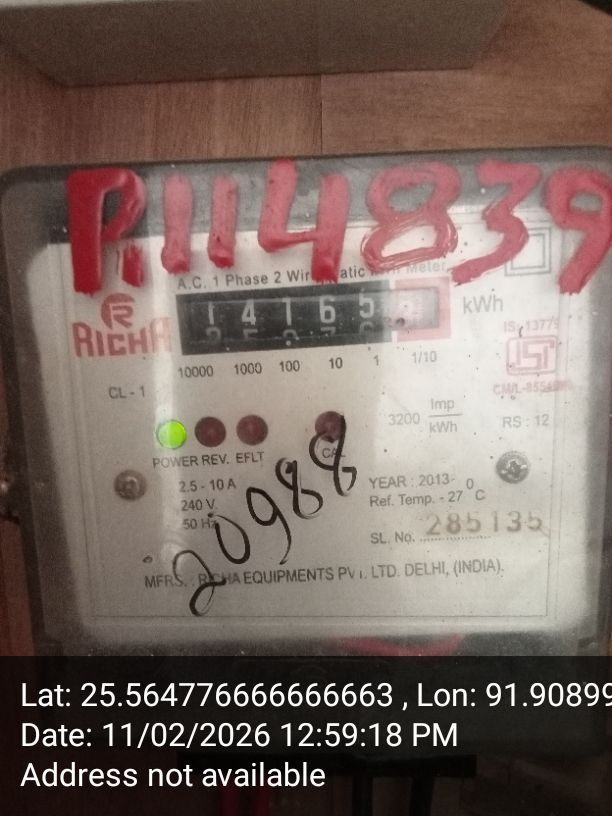 P114839
A.C. 1 Phase 2 Wire
RICHA
14165
kWh
10000 1000 100 10 1 1/10
IS:
ISI
CL - 1
3200 Imp/kWh
RS : 12
POWER REV. EFLT CAL
2.5 - 10 A
240 V.
50 Hz
20988
YEAR : 2013-
Ref. Temp. - 27 °C
SL. No. 285135
MFRS. : RICHA EQUIPMENTS PVT. LTD. DELHI, (INDIA).
Lat: 25.564776666666663 , Lon: 91.90899
Date: 11/02/2026 12:59:18 PM
Address not available